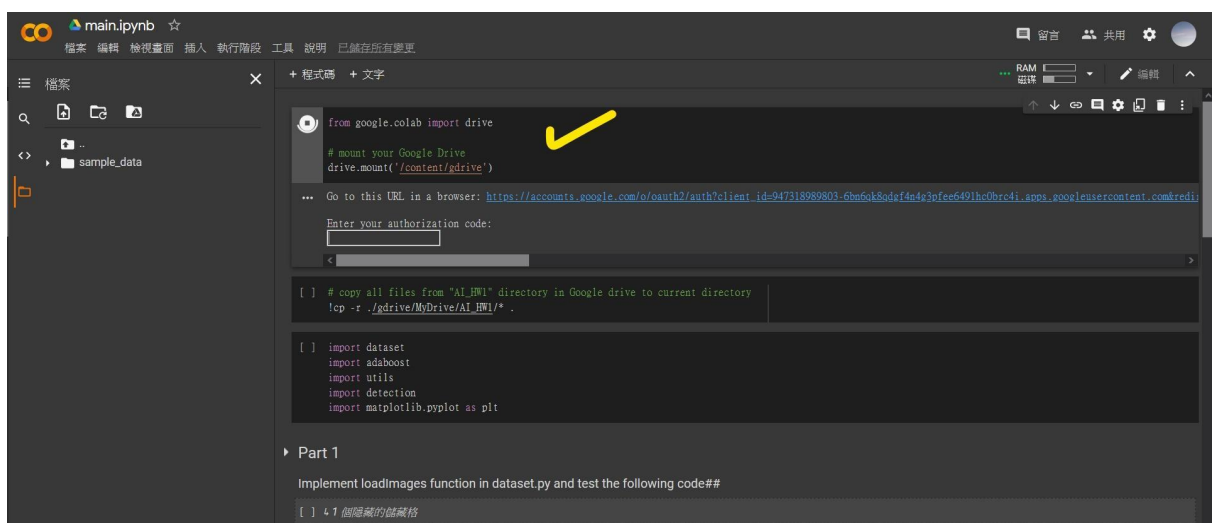 CO main.ipynb
檔案 編輯 檢視畫面 插入 執行階段 工具 說明 已儲存所有變更
留言 共用
檔案
+ 程式碼 + 文字
RAM
磁碟
編輯
..
sample_data
from google.colab import drive
# mount your Google Drive
drive.mount('/content/gdrive')
Go to this URL in a browser: https://accounts.google.com/o/oauth2/auth?client_id=947318989803-6bn6qk8qdgf4n4g3pfee6491hc0brc4i.apps.googleusercontent.com&redi
Enter your authorization code:
[ ] # copy all files from "AI_HW1" directory in Google drive to current directory
!cp -r ./gdrive/MyDrive/AI_HW1/* .
[ ] import dataset
import adaboost
import utils
import detection
import matplotlib.pyplot as plt
Part 1
Implement loadImages function in dataset.py and test the following code##
[ ] ↳ 1 個隱藏的儲藏格